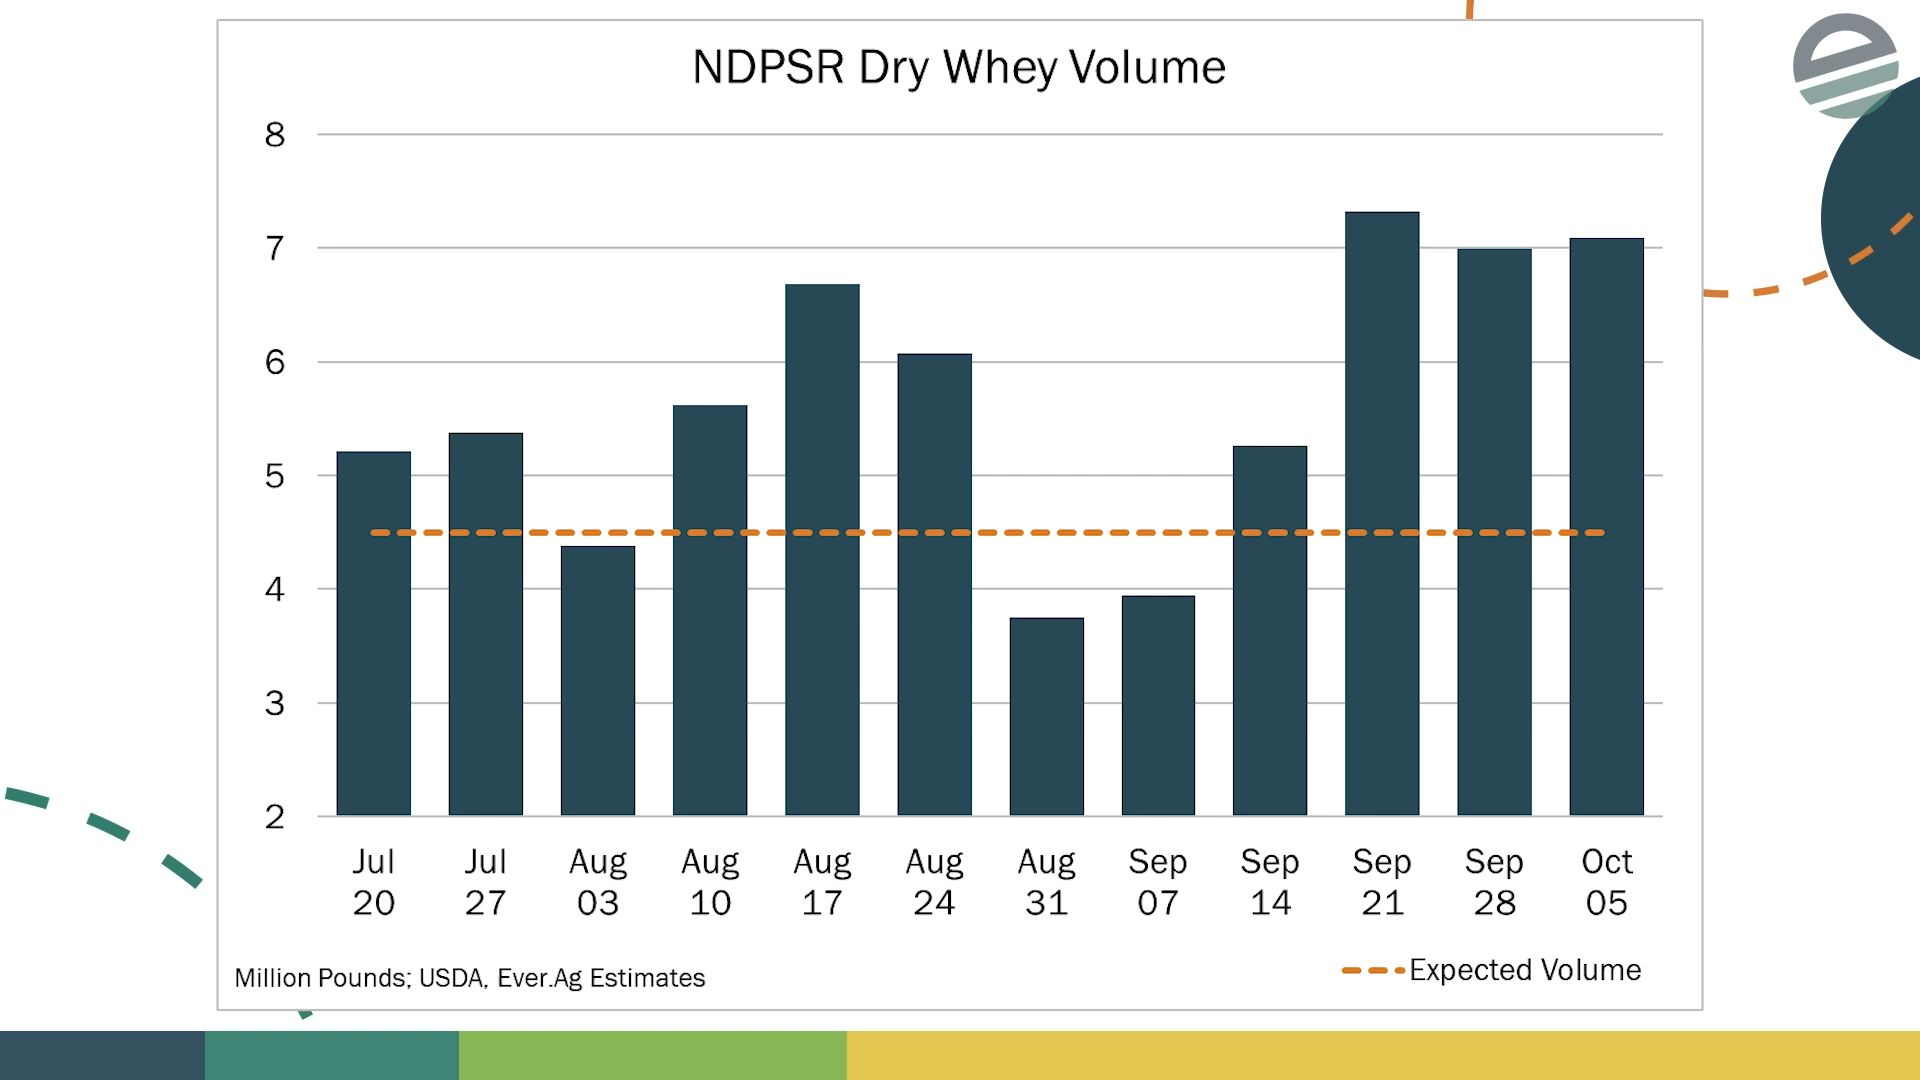 NDPSR Dry Whey Volume
8
7
6
5
4
3
2
Jul Jul Aug Aug Aug Aug Aug Sep Sep Sep Sep Oct
20 27 03 10 17 24 31 07 14 21 28 05
Million Pounds; USDA, Ever.Ag Estimates
Expected Volume